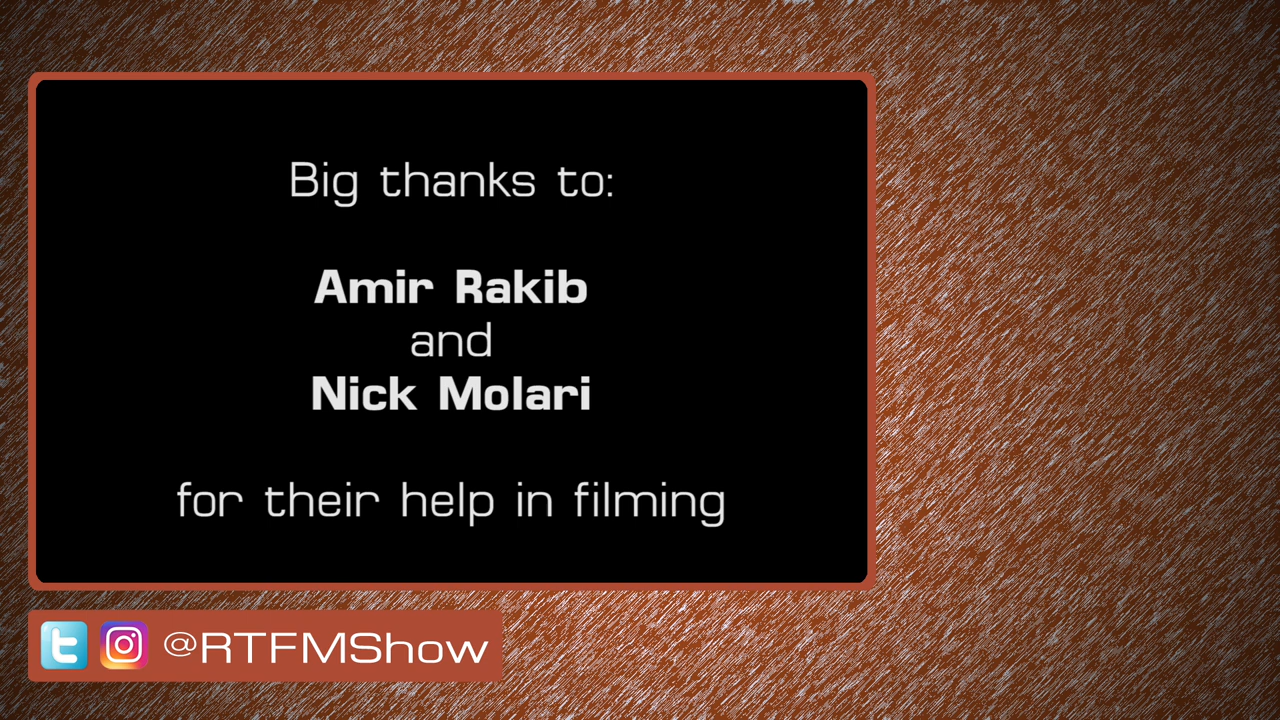 Big thanks to:
Amir Rakib
and
Nick Molari
for their help in filming
@RTFMShow